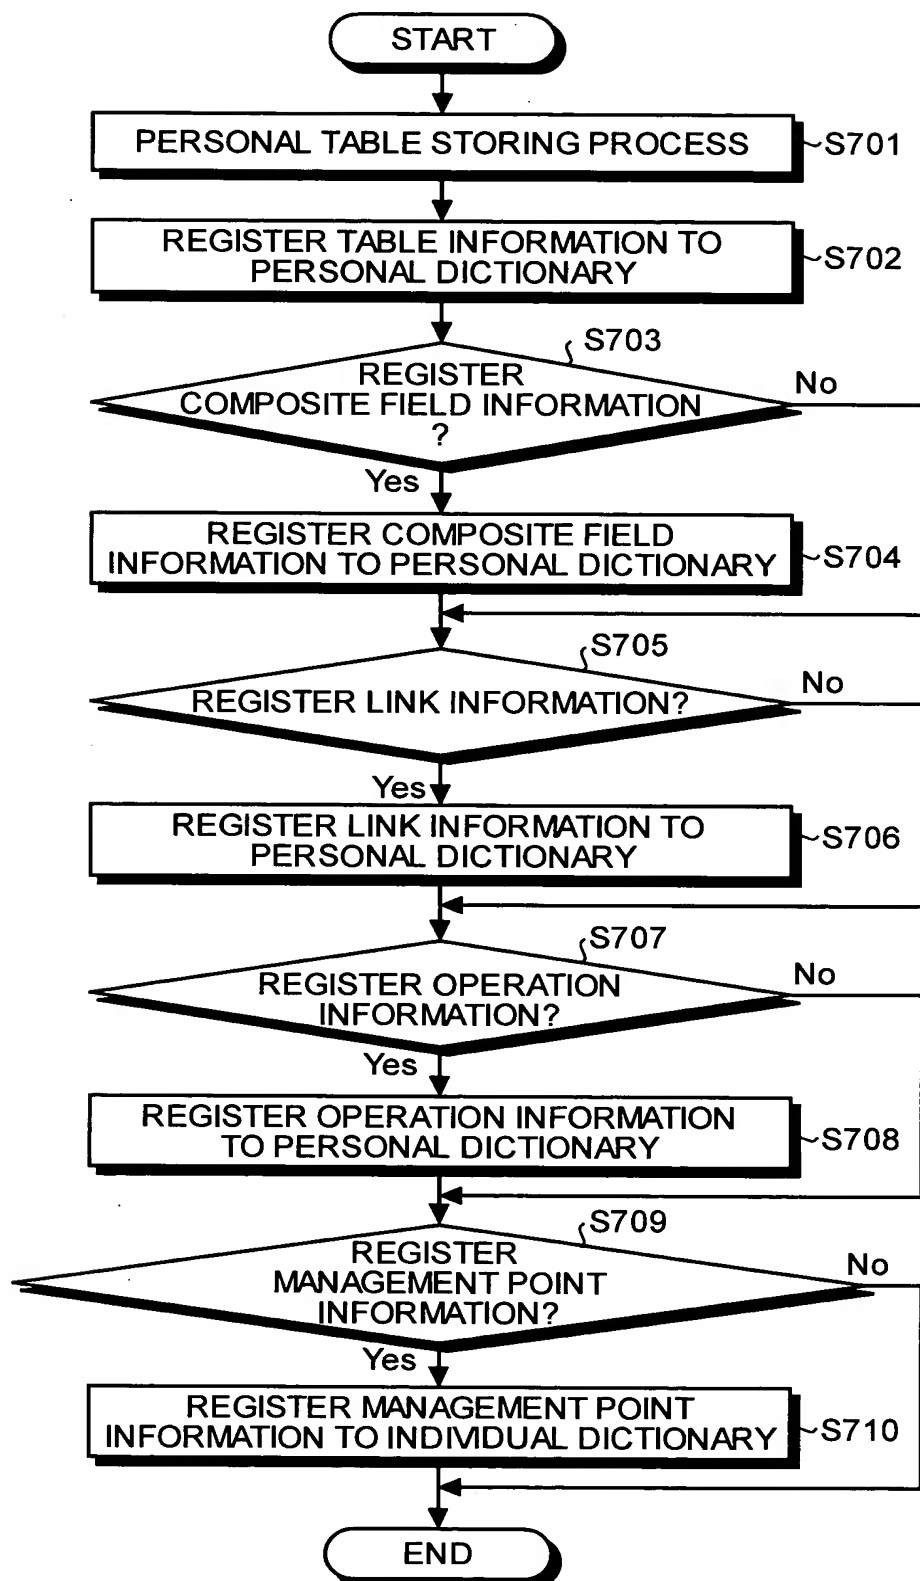 START
PERSONAL TABLE STORING PROCESS
S701
REGISTER TABLE INFORMATION TO
PERSONAL DICTIONARY
S702
S703
REGISTER
COMPOSITE FIELD INFORMATION
?
No
Yes
REGISTER COMPOSITE FIELD
INFORMATION TO PERSONAL DICTIONARY
S704
S705
REGISTER LINK INFORMATION?
No
Yes
REGISTER LINK INFORMATION TO
PERSONAL DICTIONARY
S706
S707
REGISTER OPERATION
INFORMATION?
No
Yes
REGISTER OPERATION INFORMATION
TO PERSONAL DICTIONARY
S708
S709
REGISTER
MANAGEMENT POINT
INFORMATION?
No
Yes
REGISTER MANAGEMENT POINT
INFORMATION TO INDIVIDUAL DICTIONARY
S710
END